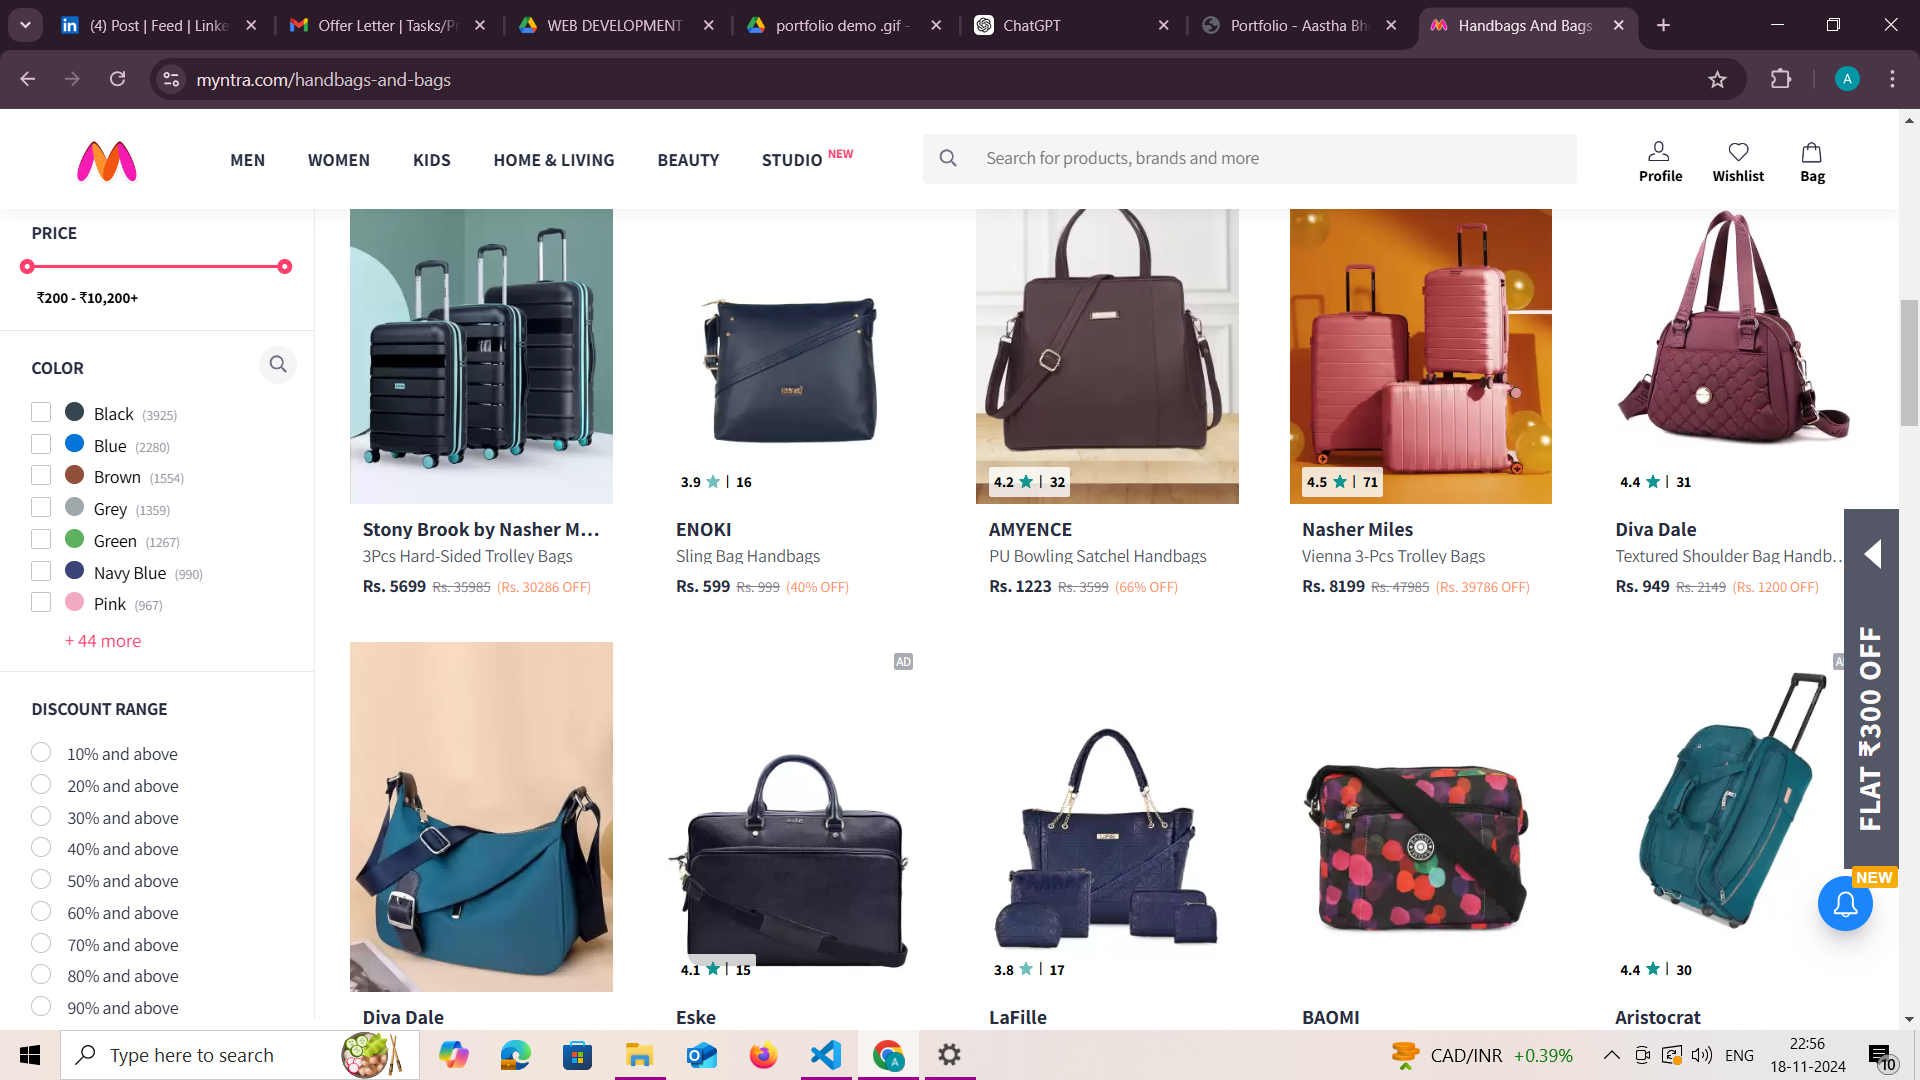 (4) Post | Feed | Linke
Offer Letter | Tasks/Pr
WEB DEVELOPMENT
portfolio demo .gif -
ChatGPT
Portfolio - Aastha Bh
Handbags And Bags
myntra.com/handbags-and-bags
A
MEN
WOMEN
KIDS
HOME & LIVING
BEAUTY
STUDIO NEW
Search for products, brands and more
Profile
Wishlist
Bag
PRICE
₹200 - ₹10,200+
COLOR
Black (3925)
Blue (2280)
Brown (1554)
Grey (1359)
Green (1267)
Navy Blue (990)
Pink (967)
+ 44 more
DISCOUNT RANGE
10% and above
20% and above
30% and above
40% and above
50% and above
60% and above
70% and above
80% and above
90% and above
3.9 | 16
4.2 | 32
4.5 | 71
4.4 | 31
Stony Brook by Nasher M...
3Pcs Hard-Sided Trolley Bags
Rs. 5699 Rs. 35985 (Rs. 30286 OFF)
ENOKI
Sling Bag Handbags
Rs. 599 Rs. 999 (40% OFF)
AMYENCE
PU Bowling Satchel Handbags
Rs. 1223 Rs. 3599 (66% OFF)
Nasher Miles
Vienna 3-Pcs Trolley Bags
Rs. 8199 Rs. 47985 (Rs. 39786 OFF)
Diva Dale
Textured Shoulder Bag Handb...
Rs. 949 Rs. 2149 (Rs. 1200 OFF)
AD
A
eske
LaFille
4.1 | 15
3.8 | 17
4.4 | 30
Diva Dale
Eske
LaFille
BAOMI
Aristocrat
FLAT ₹300 OFF
NEW
Type here to search
A
CAD/INR +0.39%
ENG
22:56
18-11-2024
10